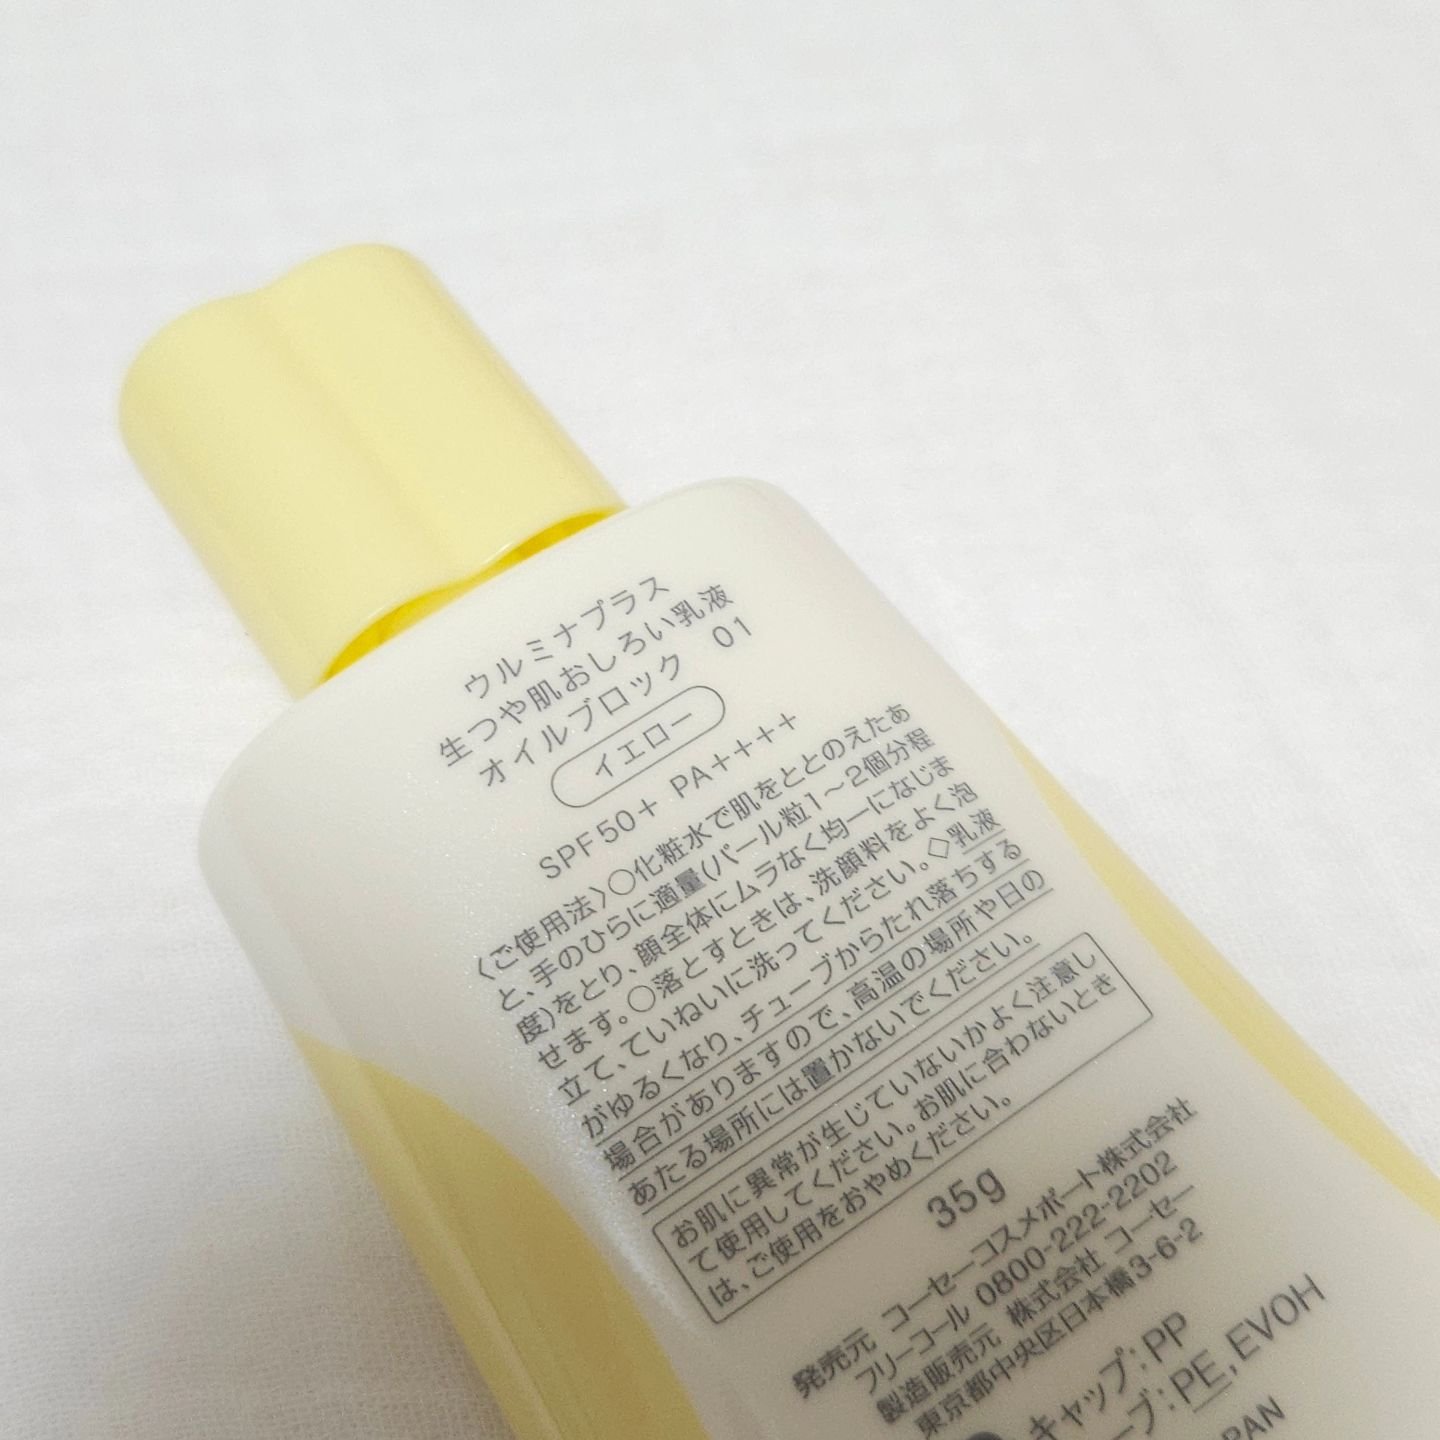 ウルミナプラス
生つや肌おしろい乳液
オイルブロック 01
イエロー
SPF50+ PA++++
〈ご使用法〉○化粧水で肌をととのえたあ
と、手のひらに適量(パール粒1～2個分程
度)をとり、顔全体にムラなく均一になじま
せます。○落とすときは、洗顔料をよく泡
立て、ていねいに洗ってください。◇乳液
がゆるくなり、チューブからたれ落ちする
場合がありますので、高温の場所や日の
あたる場所には置かないでください。
お肌に異常が生じていないかよく注意し
て使用してください。お肌に合わないとき
は、ご使用をおやめください。
35g
発売元 コーセーコスメポート株式会社
フリーコール 0800-222-2202
製造販売元 株式会社 コーセー
東京都中央区日本橋3-6-2
キャップ:PP
ーブ:PE,EVOH
PAN